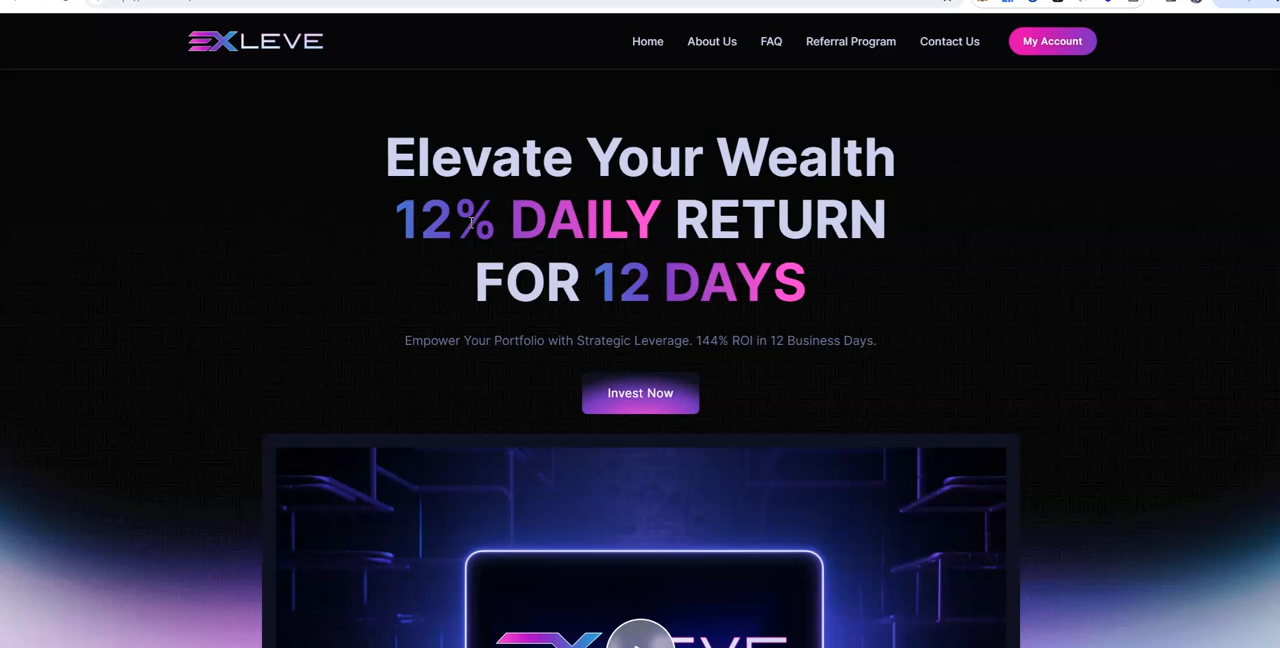 EXLEVE
Home About Us FAQ Referral Program Contact Us My Account
Elevate Your Wealth
12% DAILY RETURN
FOR 12 DAYS
Empower Your Portfolio with Strategic Leverage. 144% ROI in 12 Business Days.
Invest Now